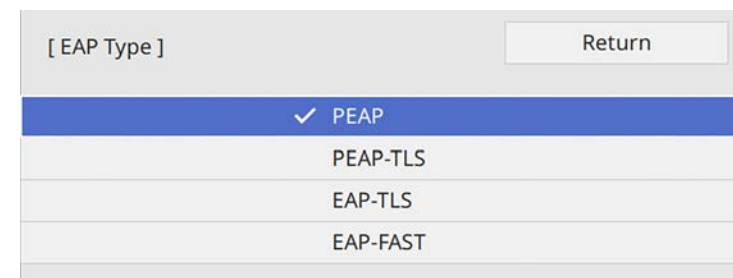 [ EAP Type ]
Return
PEAP
PEAP-TLS
EAP-TLS
EAP-FAST